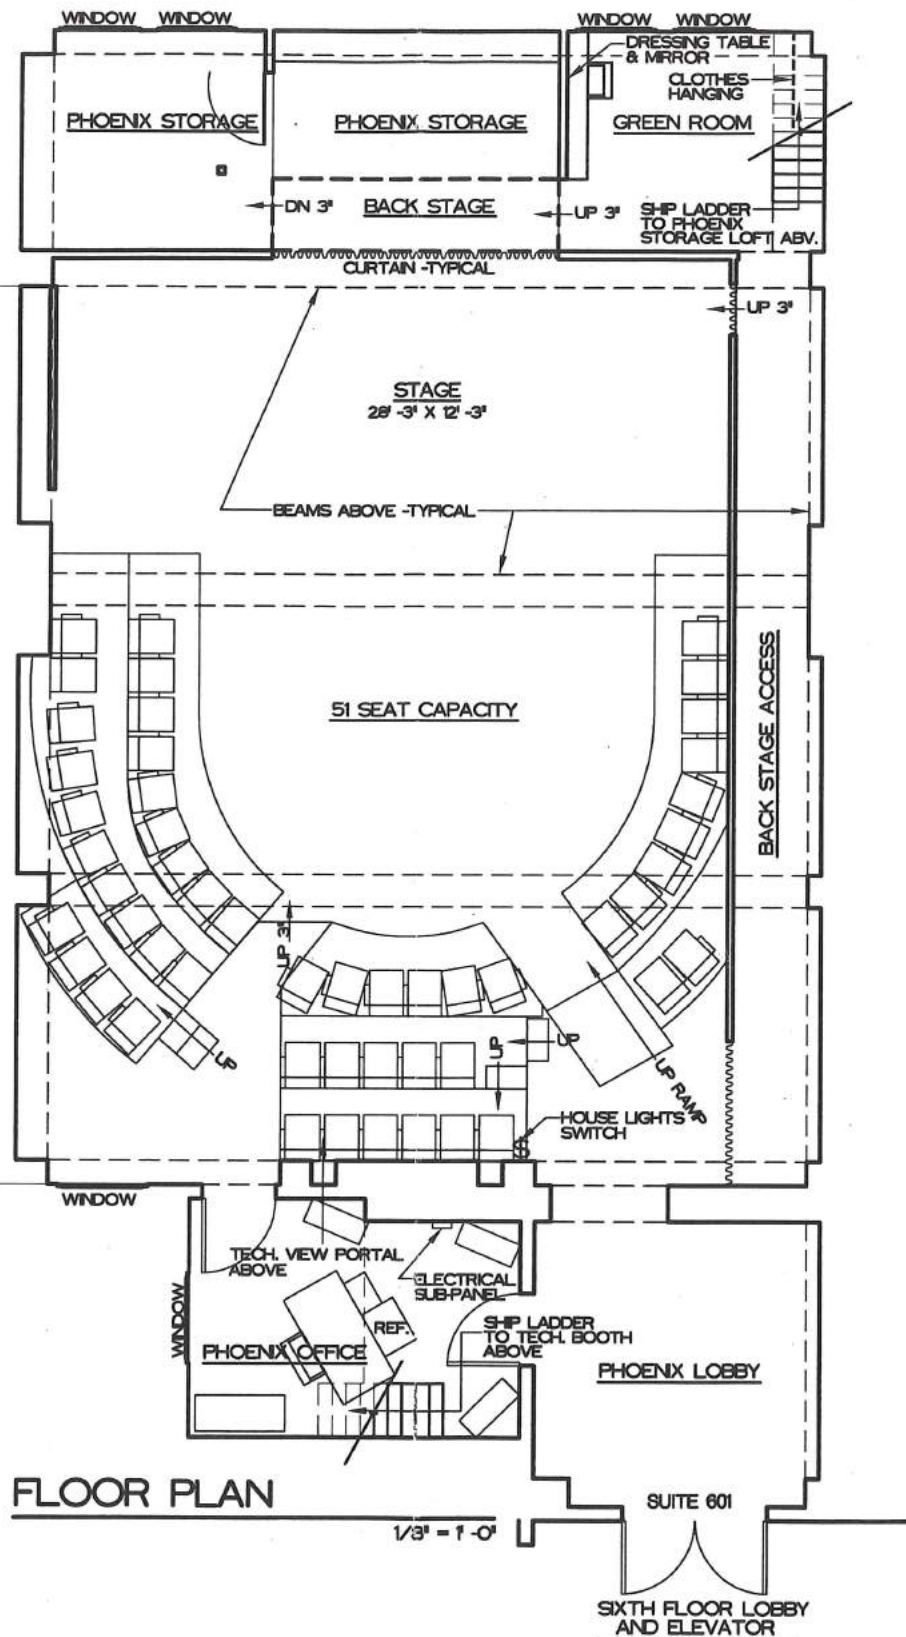 WINDOW WINDOW
WINDOW WINDOW
DRESSING TABLE
& MIRROR
CLOTHES
HANGING
PHOENIX STORAGE
PHOENIX STORAGE
GREEN ROOM
DN 3"
BACK STAGE
UP 3"
SHIP LADDER
TO PHOENIX
STORAGE LOFT ABV.
CURTAIN -TYPICAL
UP 3"
STAGE
28' -3" X 12' -3"
BEAMS ABOVE -TYPICAL
51 SEAT CAPACITY
BACK STAGE ACCESS
UP 3"
UP
UP
UP
UP RAMP
HOUSE LIGHTS
SWITCH
WINDOW
TECH. VIEW PORTAL
ABOVE
ELECTRICAL
SUB-PANEL
WINDOW
REF.
SHIP LADDER
TO TECH. BOOTH
ABOVE
PHOENIX OFFICE
PHOENIX LOBBY
FLOOR PLAN
1/8" = 1' -0"
SUITE 601
SIXTH FLOOR LOBBY
AND ELEVATOR